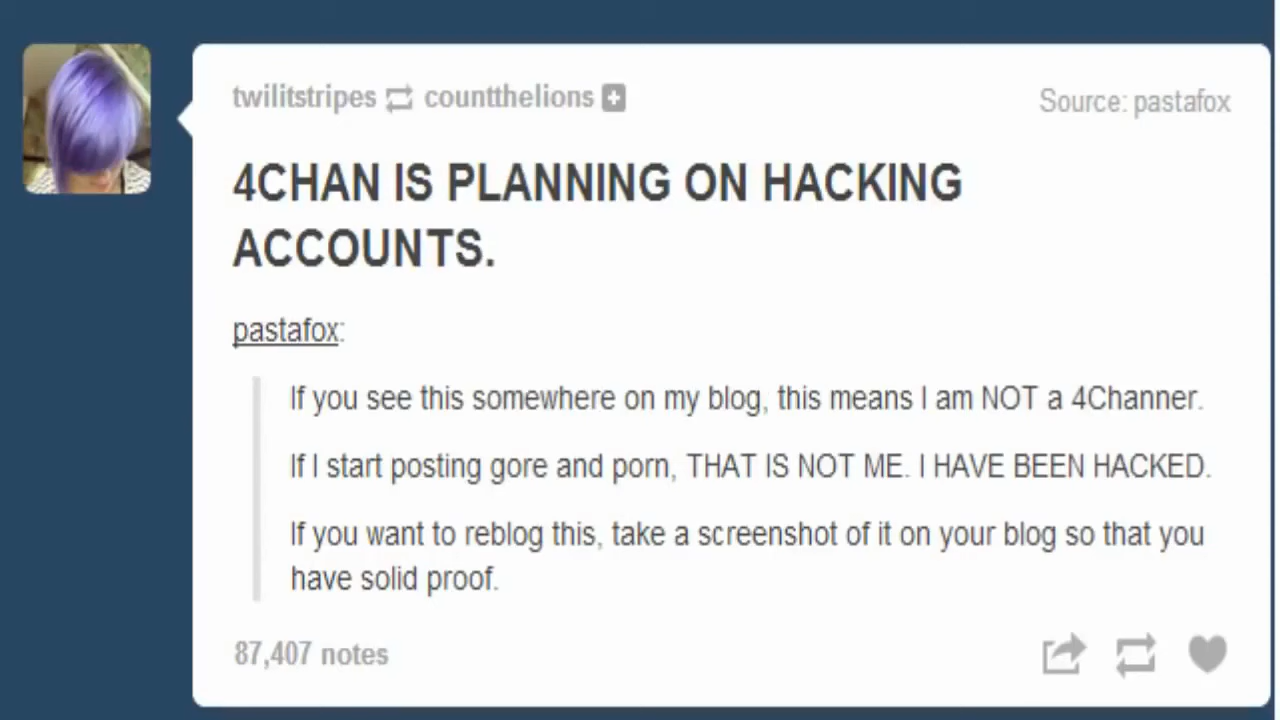 twilitstripes countthelions
Source: pastafox
4CHAN IS PLANNING ON HACKING
ACCOUNTS.
pastafox:
If you see this somewhere on my blog, this means I am NOT a 4Channer.
If I start posting gore and porn, THAT IS NOT ME. I HAVE BEEN HACKED.
If you want to reblog this, take a screenshot of it on your blog so that you
have solid proof.
87,407 notes